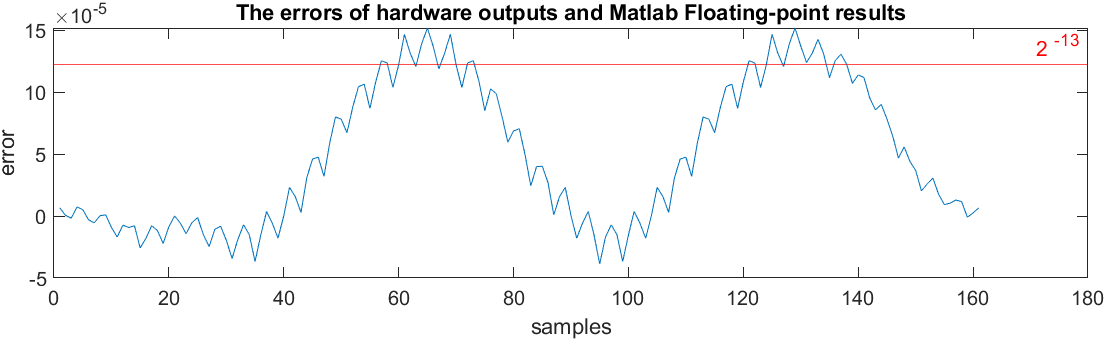 The errors of hardware outputs and Matlab Floating-point results
×10^-5
15
10
5
0
-5
2^-13
error
0 20 40 60 80 100 120 140 160 180
samples